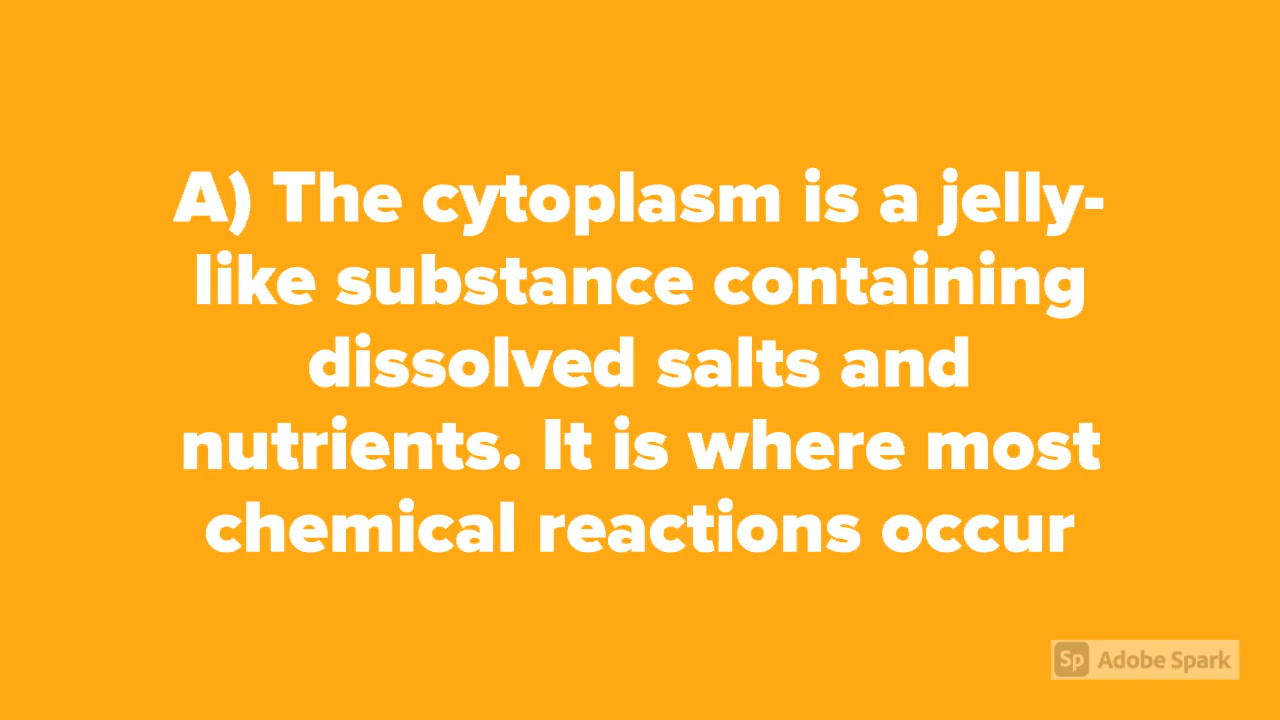 A) The cytoplasm is a jelly-
like substance containing
dissolved salts and
nutrients. It is where most
chemical reactions occur
Sp Adobe Spark